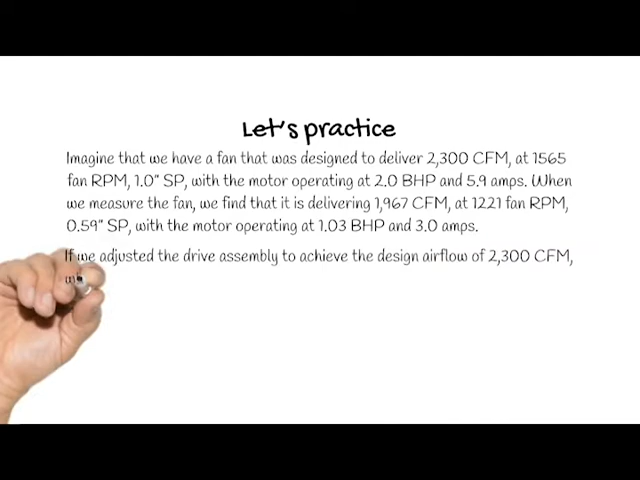 Let's practice
Imagine that we have a fan that was designed to deliver 2,300 CFM, at 1565
fan RPM, 1.0" SP, with the motor operating at 2.0 BHP and 5.9 amps. When
we measure the fan, we find that it is delivering 1,967 CFM, at 1221 fan RPM,
0.59" SP, with the motor operating at 1.03 BHP and 3.0 amps.
If we adjusted the drive assembly to achieve the design airflow of 2,300 CFM,